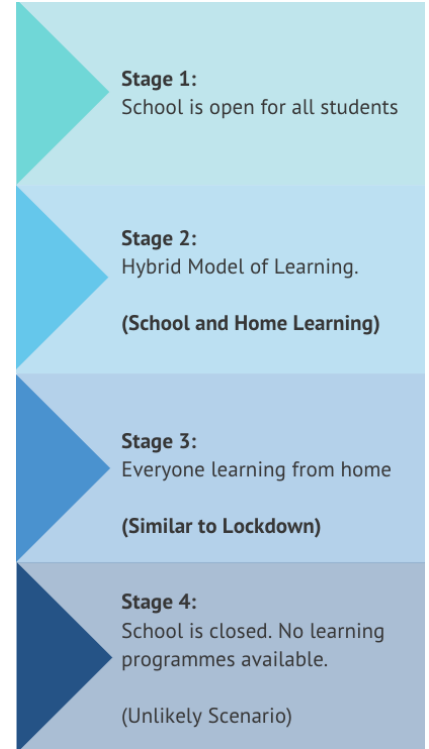 Stage 1:
School is open for all students
Stage 2:
Hybrid Model of Learning.
(School and Home Learning)
Stage 3:
Everyone learning from home
(Similar to Lockdown)
Stage 4:
School is closed. No learning
programmes available.
(Unlikely Scenario)